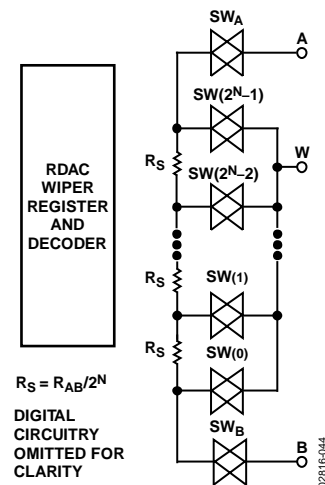 SWA
A
SW(2N–1)
W
RS
SW(2N–2)
RDAC
WIPER
REGISTER
AND
DECODER
RS
SW(1)
RS
SW(0)
RS = RAB/2N
SWB
DIGITAL
CIRCUITRY
OMITTED FOR
CLARITY
B
02816-044